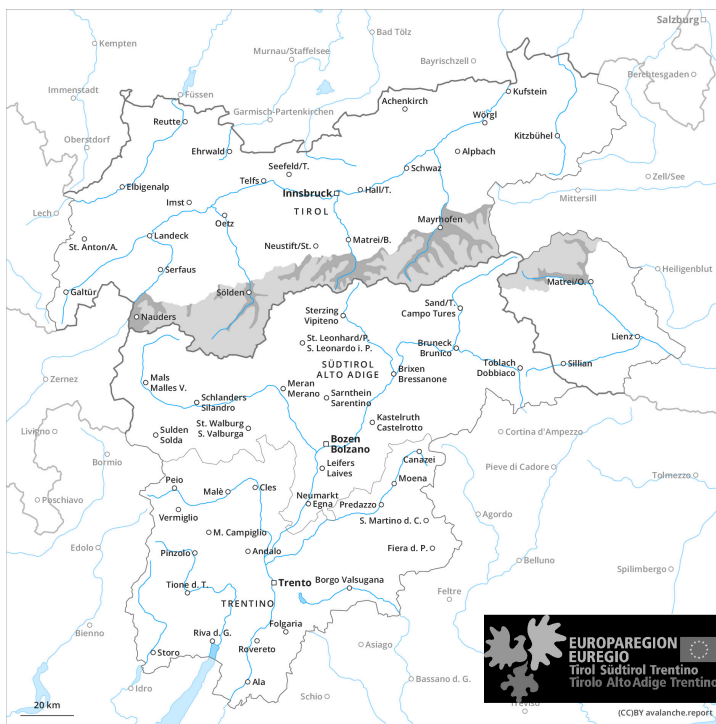 Salzburg
Kempten
Bad Tölz
Murnau/Staffelsee
Bayrischzell
Berchtesgaden
Immenstadt
Füssen
Garmisch-Partenkirchen
Achenkirch
Kufstein
Reutte
Wörgl
Oberstdorf
Kitzbühel
Ehrwald
Alpbach
Seefeld/T.
Schwaz
Zell/See
Telfs
Elbigenalp
Innsbruck
Hall/T.
Mittersill
Imst
TIROL
Lech
Oetz
Mayrhofen
Landeck
St. Anton/A.
Neustift/St.
Matrei/B.
Serfaus
Heiligenblut
Galtür
Sölden
Matrei/O.
Nauders
Sterzing
Vipiteno
Sand/T.
Campo Tures
St. Leonhard/P.
S. Leonardo i. P.
Bruneck
Brunico
Lienz
SÜDTIROL
ALTO ADIGE
Toblach
Dobbiaco
Sillian
Zernez
Mals
Malles V.
Meran
Merano
Brixen
Bressanone
Schlanders
Silandro
Sarnthein
Sarentino
St. Walburg
S. Valburga
Kastelruth
Castelrotto
Livigno
Sulden
Solda
Cortina d'Ampezzo
Bozen
Bolzano
Bormio
Canazei
Leifers
Laives
Pieve di Cadore
Tolmezzo
Peio
Malè
Cles
Moena
Poschiavo
Neumarkt
Egna
Predazzo
Vermiglio
S. Martino d. C.
Agordo
M. Campiglio
Edolo
Pinzolo
Andalo
Fiera d. P.
Belluno
Spilimbergo
Tione d. T.
Trento
Borgo Valsugana
Feltre
TRENTINO
Bienno
Riva d. G.
Folgaria
Rovereto
Asiago
Storo
Idro
Ala
Schio
Bassano d. G.
Treviso
EUROPAREGION
EUREGIO
Tirol Südtirol Trentino
Tirolo Alto Adige Trentino
20 km
(CC)BY avalanche.report